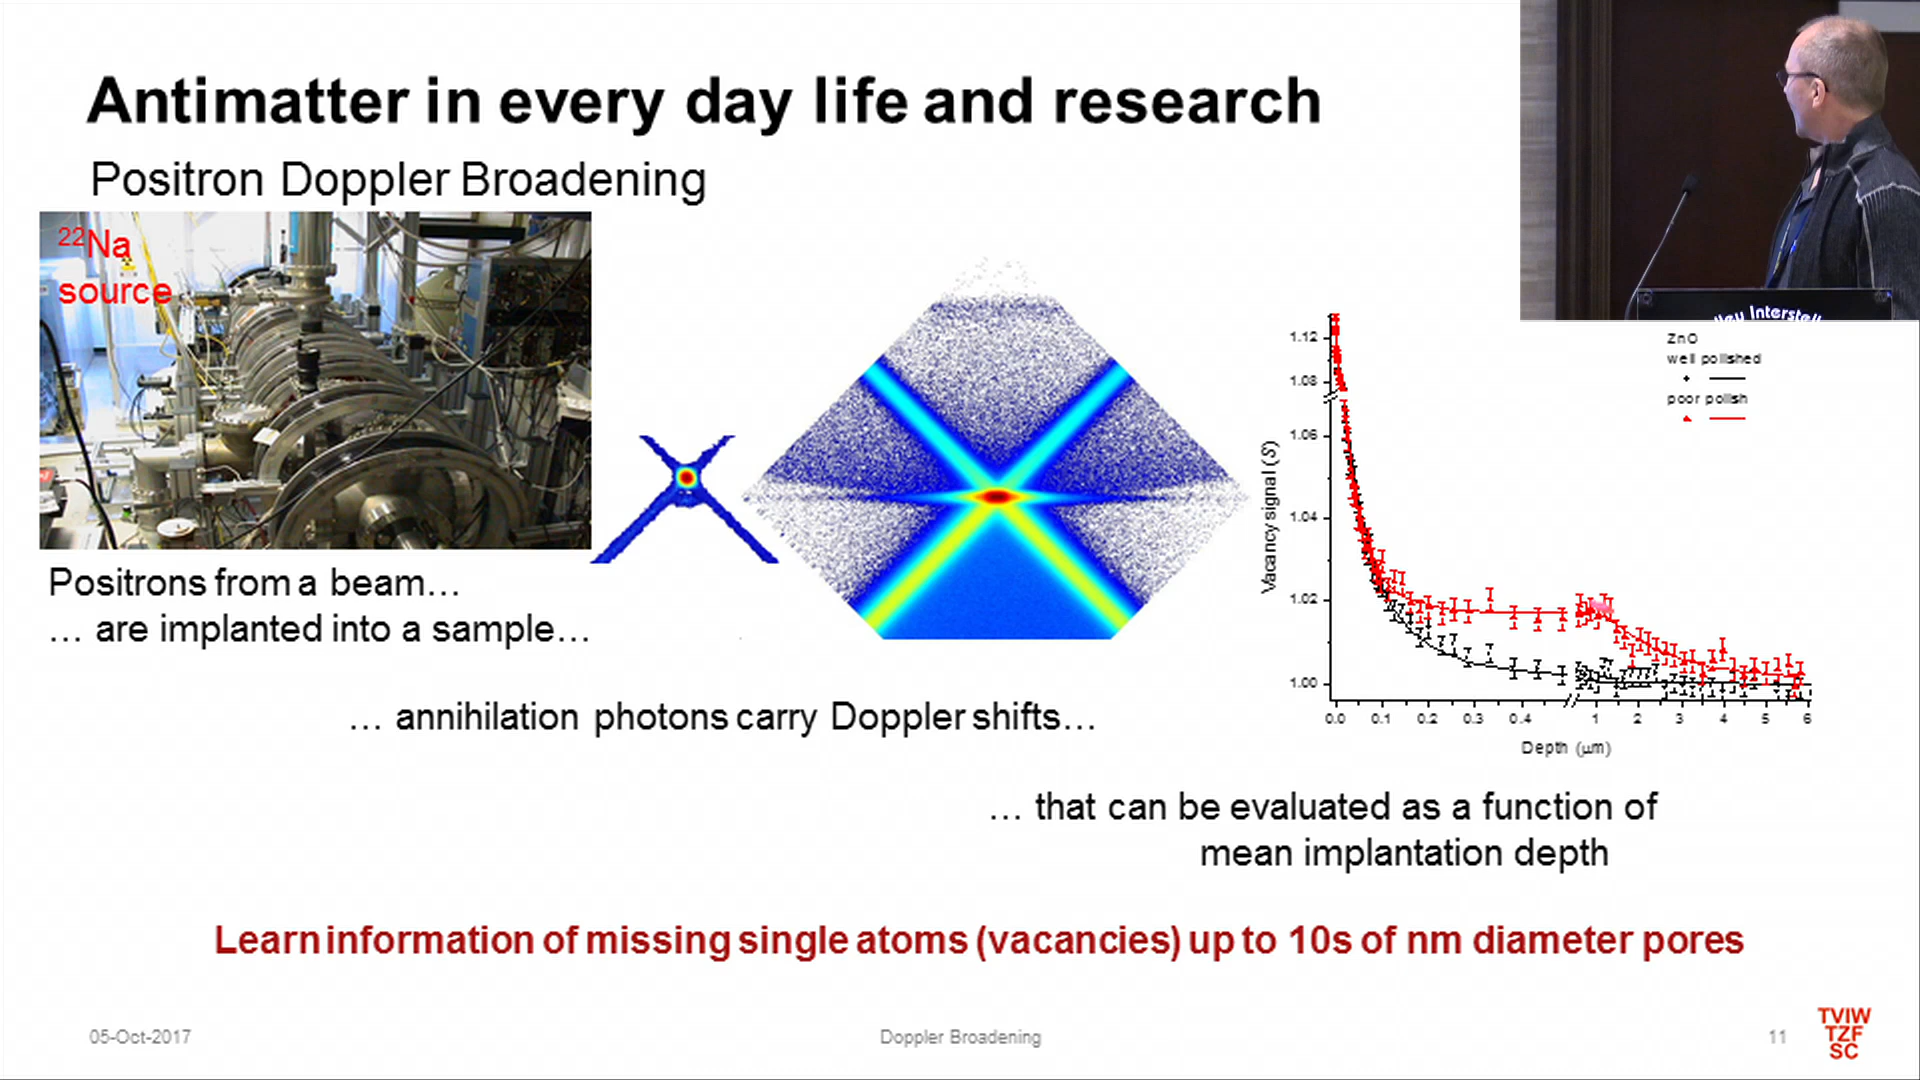 Antimatter in every day life and research
Positron Doppler Broadening
22Na
source
Positrons from a beam…
… are implanted into a sample…
… annihilation photons carry Doppler shifts…
… that can be evaluated as a function of
mean implantation depth
Learn information of missing single atoms (vacancies) up to 10s of nm diameter pores
Vacancy signal (S)
1.12
1.08
1.06
1.04
1.02
1.00
0.0 0.1 0.2 0.3 0.4 1 2 3 4 5 6
Depth (μm)
ZnO
well polished
poor polish
ley Interstell
05-Oct-2017
Doppler Broadening
11
TVIW
TZF
SC